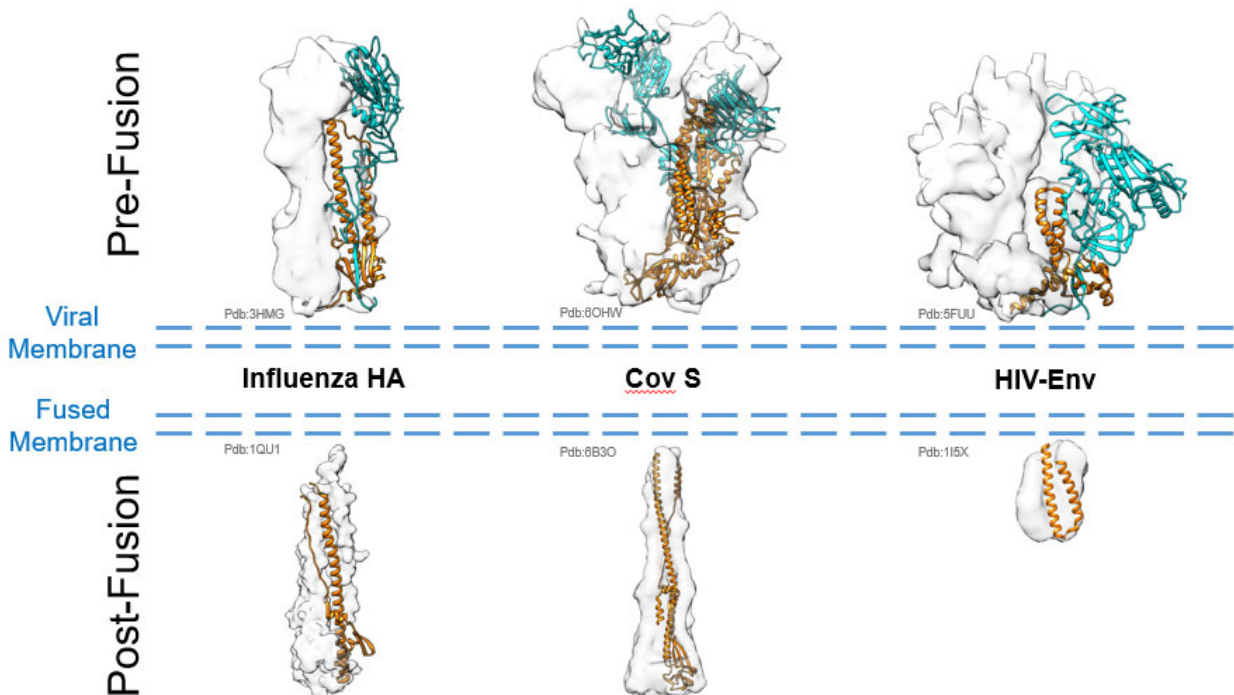 Pre-Fusion
Pdb:3HMG
Pdb:6OHW
Pdb:5FUU
Viral
Membrane
Influenza HA
Cov S
HIV-Env
Fused
Membrane
Pdb:1QU1
Pdb:6B3O
Pdb:1I5X
Post-Fusion